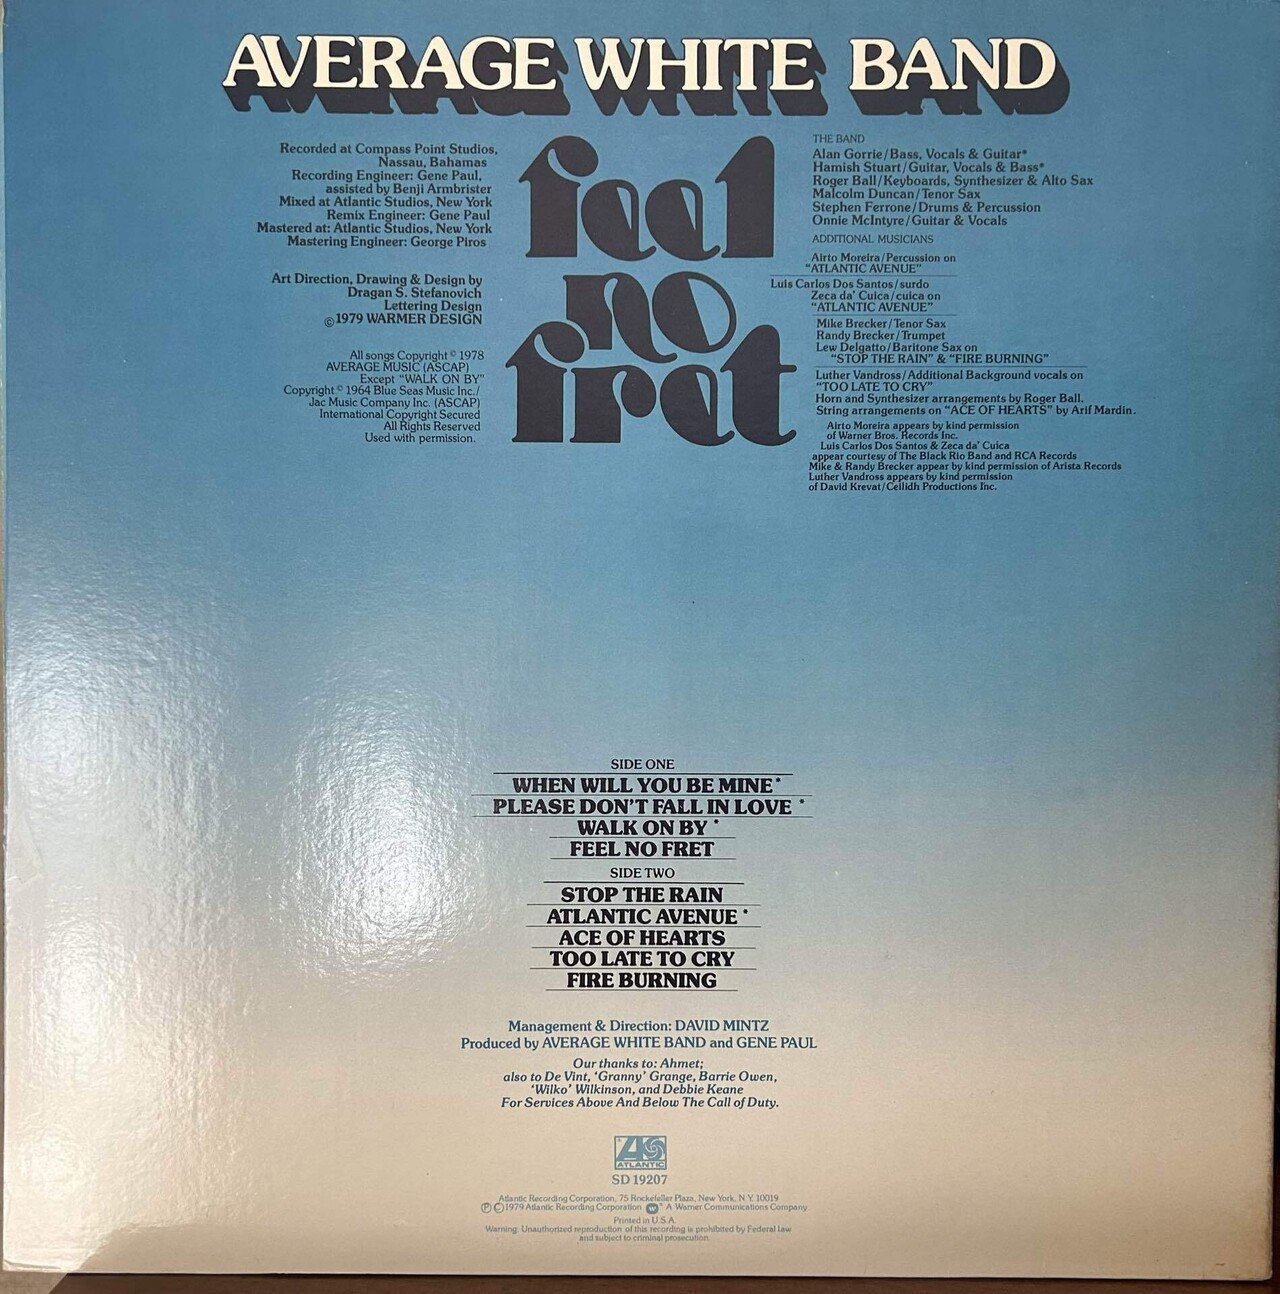 AVERAGE WHITE BAND
feel
no
fret
Recorded at Compass Point Studios,
Nassau, Bahamas
Recording Engineer: Gene Paul,
assisted by Benji Armbrister
Mixed at Atlantic Studios, New York
Remix Engineer: Gene Paul
Mastered at: Atlantic Studios, New York
Mastering Engineer: George Piros
Art Direction, Drawing & Design by
Dragan S. Stefanovich
Lettering Design
© 1979 WARMER DESIGN
All songs Copyright © 1978
AVERAGE MUSIC (ASCAP)
Except "WALK ON BY"
Copyright © 1964 Blue Seas Music Inc./
Jac Music Company Inc. (ASCAP)
International Copyright Secured
All Rights Reserved
Used with permission.
THE BAND
Alan Gorrie/Bass, Vocals & Guitar*
Hamish Stuart/Guitar, Vocals & Bass*
Roger Ball/Keyboards, Synthesizer & Alto Sax
Malcolm Duncan/Tenor Sax
Stephen Ferrone/Drums & Percussion
Onnie McIntyre/Guitar & Vocals
ADDITIONAL MUSICIANS
Airto Moreira/Percussion on
"ATLANTIC AVENUE"
Luis Carlos Dos Santos/surdo
Zeca da' Cuica/cuica on
"ATLANTIC AVENUE"
Mike Brecker/Tenor Sax
Randy Brecker/Trumpet
Lew Delgatto/Baritone Sax on
"STOP THE RAIN" & "FIRE BURNING"
Luther Vandross/Additional Background vocals on
"TOO LATE TO CRY"
Horn and Synthesizer arrangements by Roger Ball.
String arrangements on "ACE OF HEARTS" by Arif Mardin.
Airto Moreira appears by kind permission
of Warner Bros. Records Inc.
Luis Carlos Dos Santos & Zeca da' Cuica
appear courtesy of The Black Rio Band and RCA Records
Mike & Randy Brecker appear by kind permission of Arista Records
Luther Vandross appears by kind permission
of David Krevat/Ceilidh Productions Inc.
SIDE ONE
WHEN WILL YOU BE MINE*
PLEASE DON'T FALL IN LOVE *
WALK ON BY *
FEEL NO FRET
SIDE TWO
STOP THE RAIN
ATLANTIC AVENUE *
ACE OF HEARTS
TOO LATE TO CRY
FIRE BURNING
Management & Direction: DAVID MINTZ
Produced by AVERAGE WHITE BAND and GENE PAUL
Our thanks to: Ahmet;
also to De Vint, 'Granny' Grange, Barrie Owen,
'Wilko' Wilkinson, and Debbie Keane
For Services Above And Below The Call of Duty.
ATLANTIC
SD 19207
Atlantic Recording Corporation, 75 Rockefeller Plaza, New York, N.Y. 10019
℗ © 1979 Atlantic Recording Corporation W ® A Warner Communications Company
Printed in U.S.A.
Warning: Unauthorized reproduction of this recording is prohibited by Federal law
and subject to criminal prosecution.